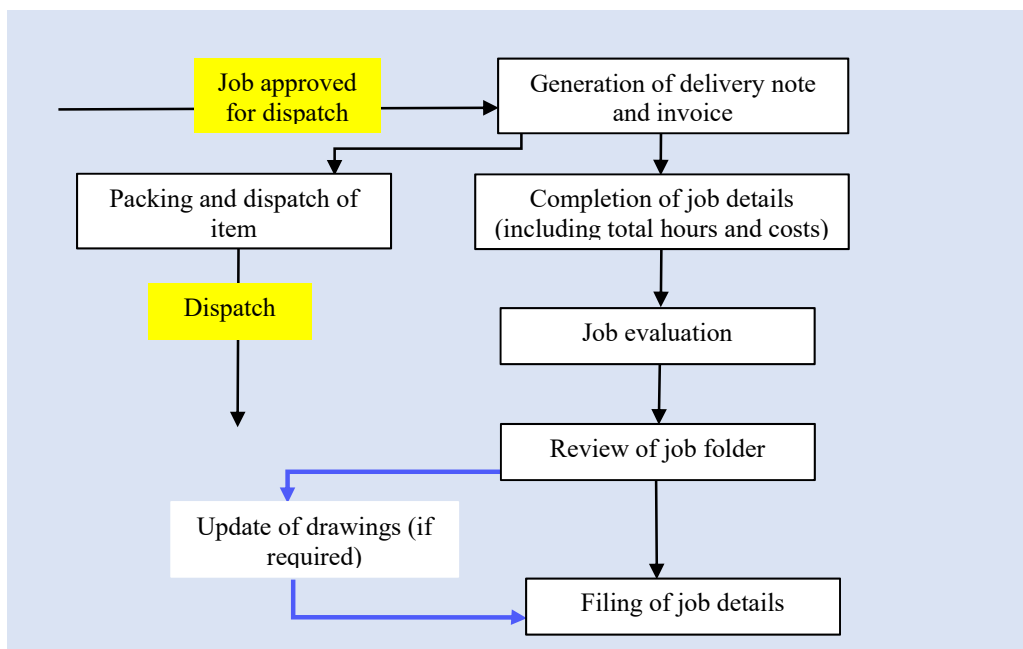 Job approved
for dispatch
Generation of delivery note
and invoice
Packing and dispatch of
item
Completion of job details
(including total hours and costs)
Dispatch
Job evaluation
Review of job folder
Update of drawings (if
required)
Filing of job details